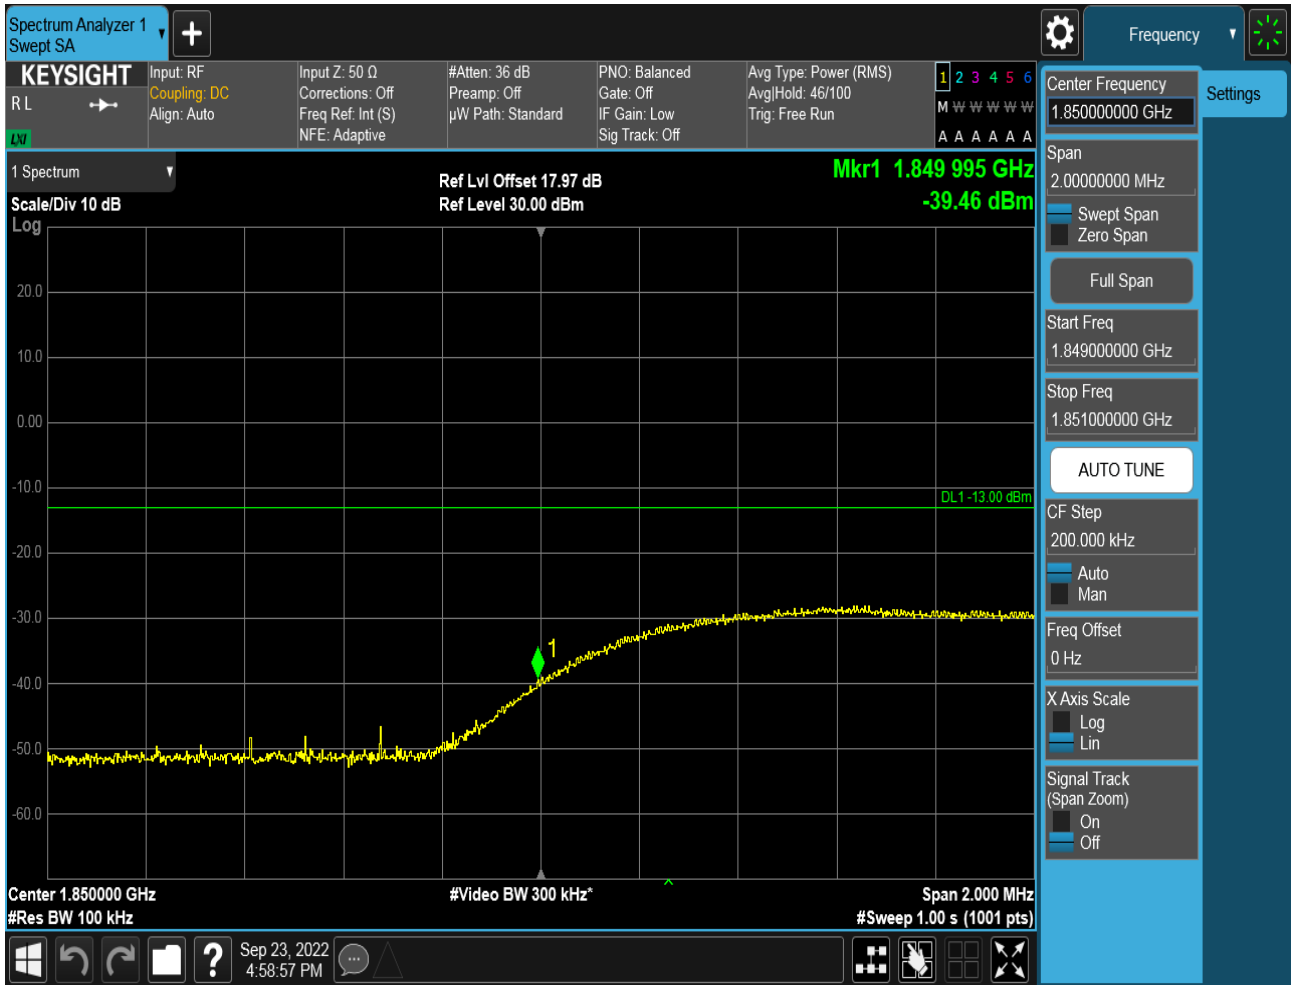 Spectrum Analyzer 1
Swept SA
Frequency
KEYSIGHT
R L
LXI
Input: RF
Coupling: DC
Align: Auto
Input Z: 50 Ω
Corrections: Off
Freq Ref: Int (S)
NFE: Adaptive
#Atten: 36 dB
Preamp: Off
µW Path: Standard
PNO: Balanced
Gate: Off
IF Gain: Low
Sig Track: Off
Avg Type: Power (RMS)
Avg|Hold: 46/100
Trig: Free Run
1 2 3 4 5 6
M W W W W W
A A A A A A
1 Spectrum
Scale/Div 10 dB
Log
Ref Lvl Offset 17.97 dB
Ref Level 30.00 dBm
Mkr1 1.849 995 GHz
-39.46 dBm
20.0
10.0
0.00
-10.0
DL1 -13.00 dBm
-20.0
-30.0
1
-40.0
-50.0
-60.0
Center 1.850000 GHz
#Video BW 300 kHz*
Span 2.000 MHz
#Res BW 100 kHz
#Sweep 1.00 s (1001 pts)
Sep 23, 2022
4:58:57 PM
?
Center Frequency
1.850000000 GHz
Settings
Span
2.00000000 MHz
Swept Span
Zero Span
Full Span
Start Freq
1.849000000 GHz
Stop Freq
1.851000000 GHz
AUTO TUNE
CF Step
200.000 kHz
Auto
Man
Freq Offset
0 Hz
X Axis Scale
Log
Lin
Signal Track
(Span Zoom)
On
Off